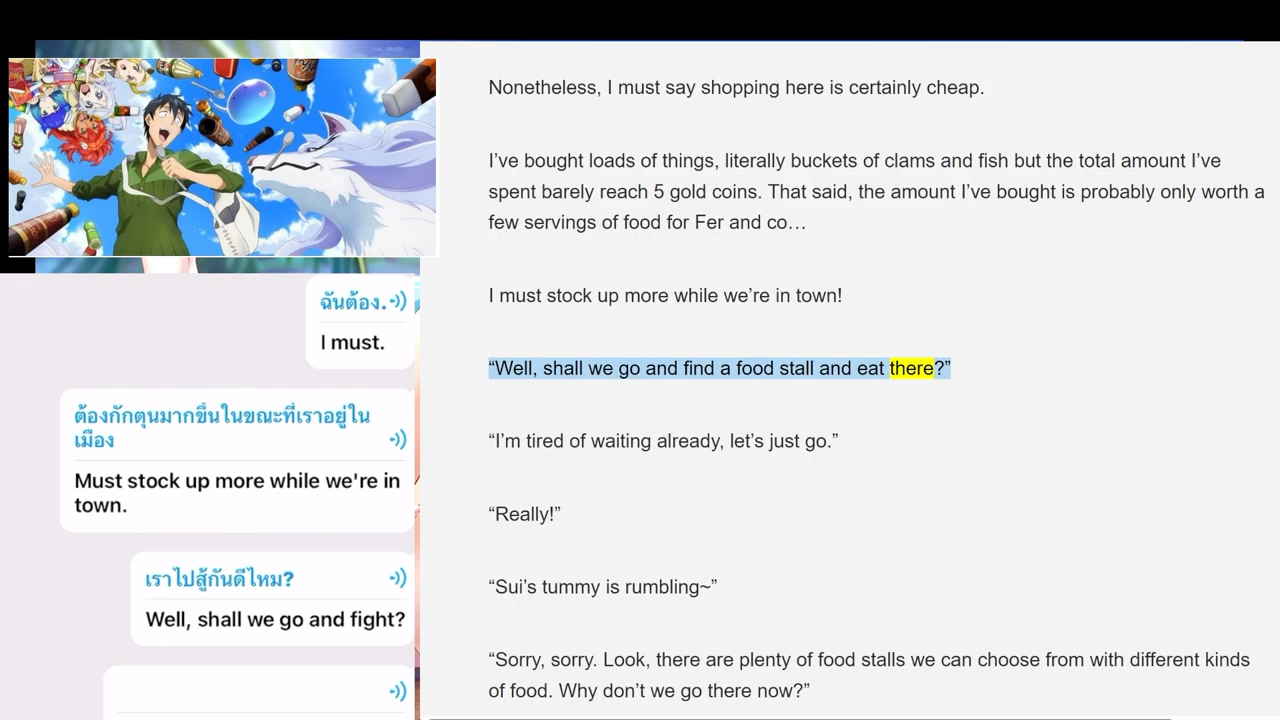 Nonetheless, I must say shopping here is certainly cheap.
I’ve bought loads of things, literally buckets of clams and fish but the total amount I’ve
spent barely reach 5 gold coins. That said, the amount I’ve bought is probably only worth a
few servings of food for Fer and co…
I must stock up more while we’re in town!
“Well, shall we go and find a food stall and eat there?”
“I’m tired of waiting already, let’s just go.”
“Really!”
“Sui’s tummy is rumbling~”
“Sorry, sorry. Look, there are plenty of food stalls we can choose from with different kinds
of food. Why don’t we go there now?”
ฉันต้อง.
I must.
ต้องกักตุนมากขึ้นในขณะที่เราอยู่ใน
เมือง
Must stock up more while we're in
town.
เราไปสู้กันดีไหม?
Well, shall we go and fight?